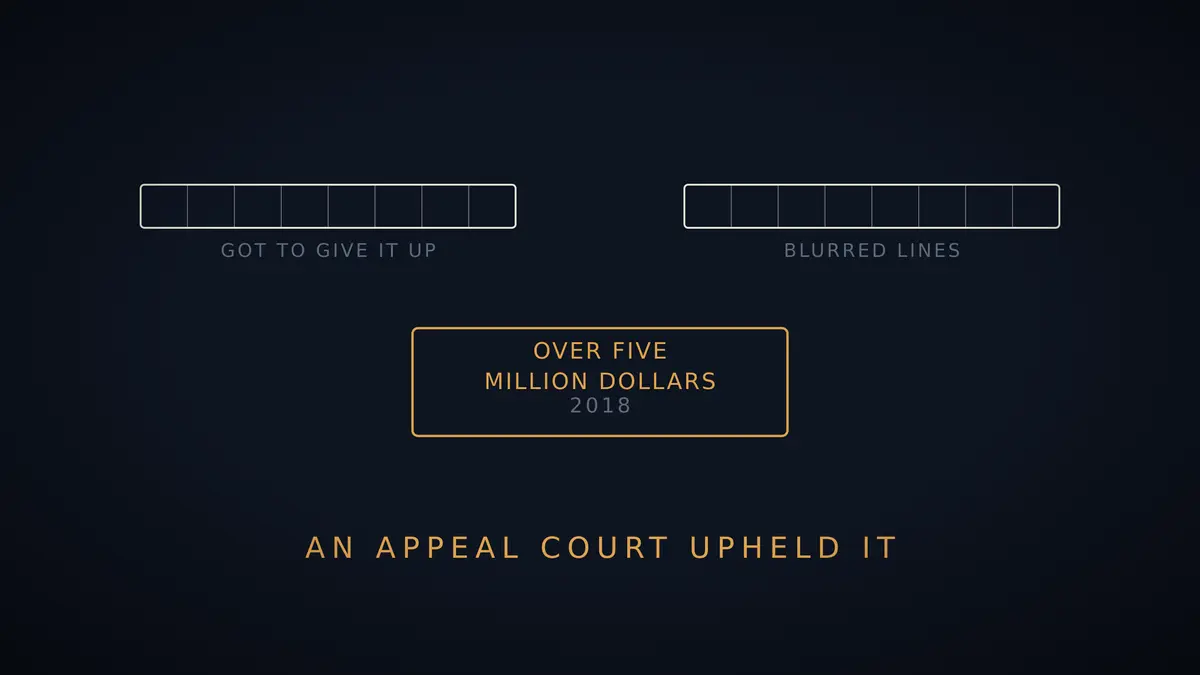 GOT TO GIVE IT UP
BLURRED LINES
OVER FIVE
MILLION DOLLARS
2018
AN APPEAL COURT UPHELD IT